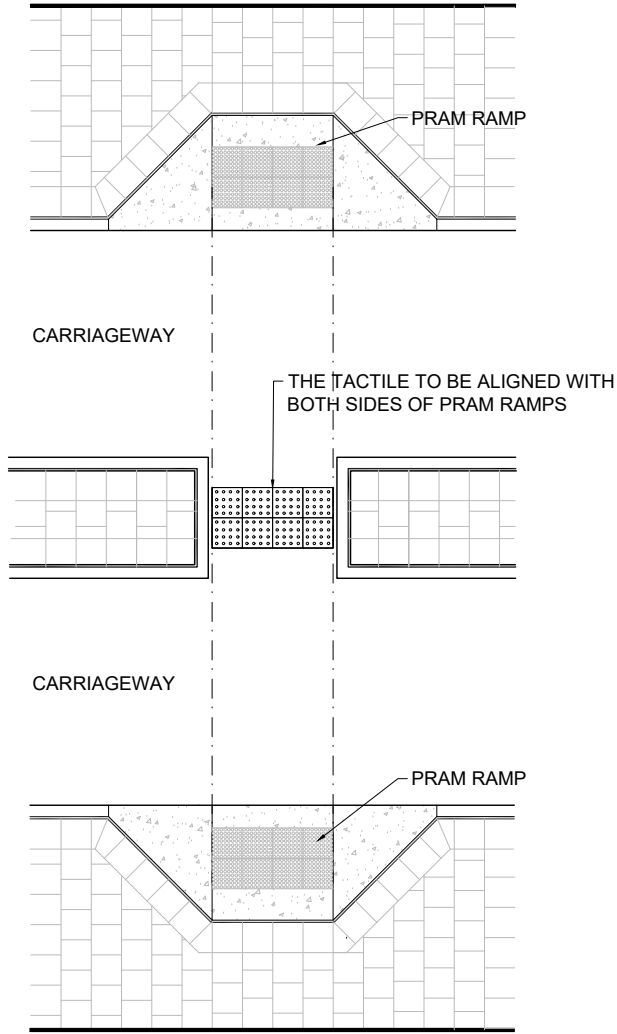 PRAM RAMP
CARRIAGEWAY
THE TACTILE TO BE ALIGNED WITH
BOTH SIDES OF PRAM RAMPS
CARRIAGEWAY
PRAM RAMP